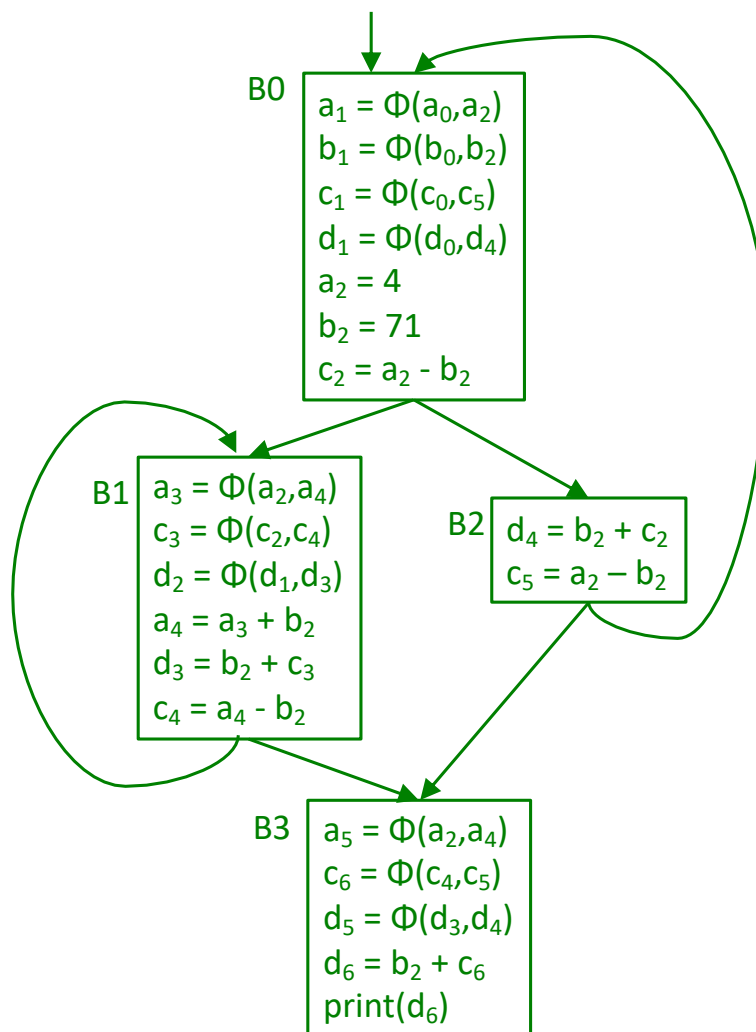 B0
a₁ = Φ(a₀,a₂)
b₁ = Φ(b₀,b₂)
c₁ = Φ(c₀,c₅)
d₁ = Φ(d₀,d₄)
a₂ = 4
b₂ = 71
c₂ = a₂ - b₂
B1
a₃ = Φ(a₂,a₄)
c₃ = Φ(c₂,c₄)
d₂ = Φ(d₁,d₃)
a₄ = a₃ + b₂
d₃ = b₂ + c₃
c₄ = a₄ - b₂
B2
d₄ = b₂ + c₂
c₅ = a₂ – b₂
B3
a₅ = Φ(a₂,a₄)
c₆ = Φ(c₄,c₅)
d₅ = Φ(d₃,d₄)
d₆ = b₂ + c₆
print(d₆)